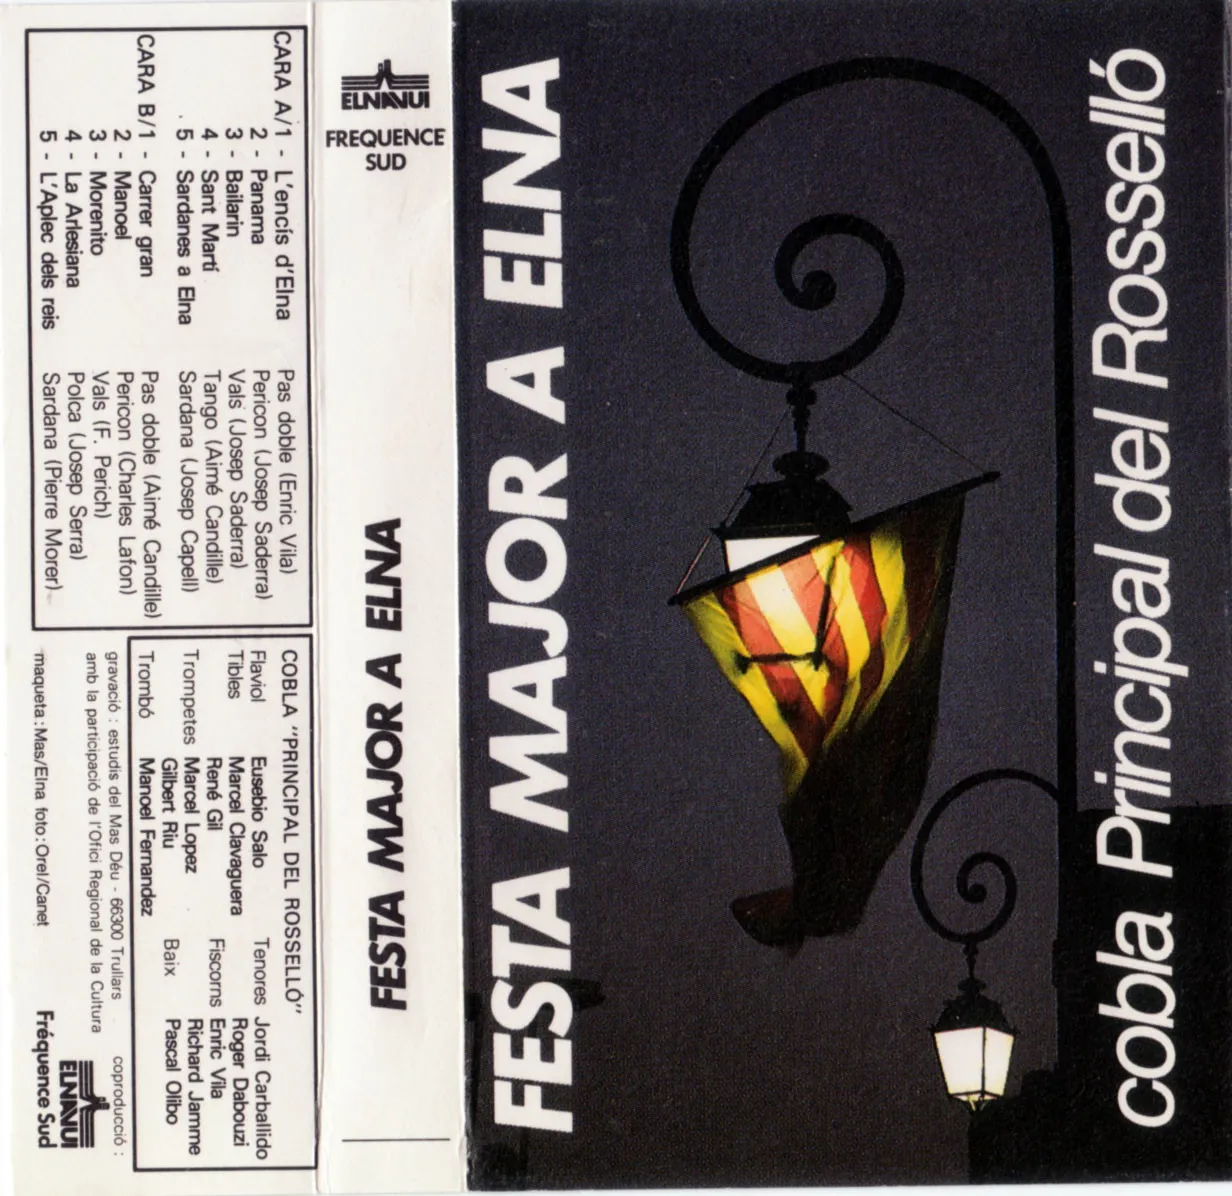 FESTA MAJOR A ELNA
cobla Principal del Rosselló
ELNAVUI
FREQUENCE
SUD
FESTA MAJOR A ELNA
CARA A/1 - L'encís d'Elna Pas doble (Enric Vila)
2 - Panama Pericon (Josep Saderra)
3 - Bailarin Vals (Josep Saderra)
4 - Sant Martí Tango (Aimé Candille)
5 - Sardanes a Elna Sardana (Josep Capell)
CARA B/1 - Carrer gran Pas doble (Aimé Candille)
2 - Manoel Pericon (Charles Lafon)
3 - Morenito Vals (F. Perich)
4 - La Arlesiana Polca (Josep Serra)
5 - L'Aplec dels reis Sardana (Pierre Morer)
COBLA "PRINCIPAL DEL ROSSELLÓ"
Flaviol Eusebio Salo Tenores Jordi Carballido
Tibles Marcel Clavaguera Roger Dabouzi
René Gil Fiscorns Enric Vila
Trompetes Marcel Lopez Richard Jamme
Gilbert Riu Baix Pascal Olibo
Trombó Manoel Fernandez
gravació : estudis del Mas Déu - 66300 Trullars coproducció :
amb la participació de l'Ofici Regional de la Cultura
ELNAVUI
maqueta : Mas/Elna foto : Orel/Canet Fréquence Sud